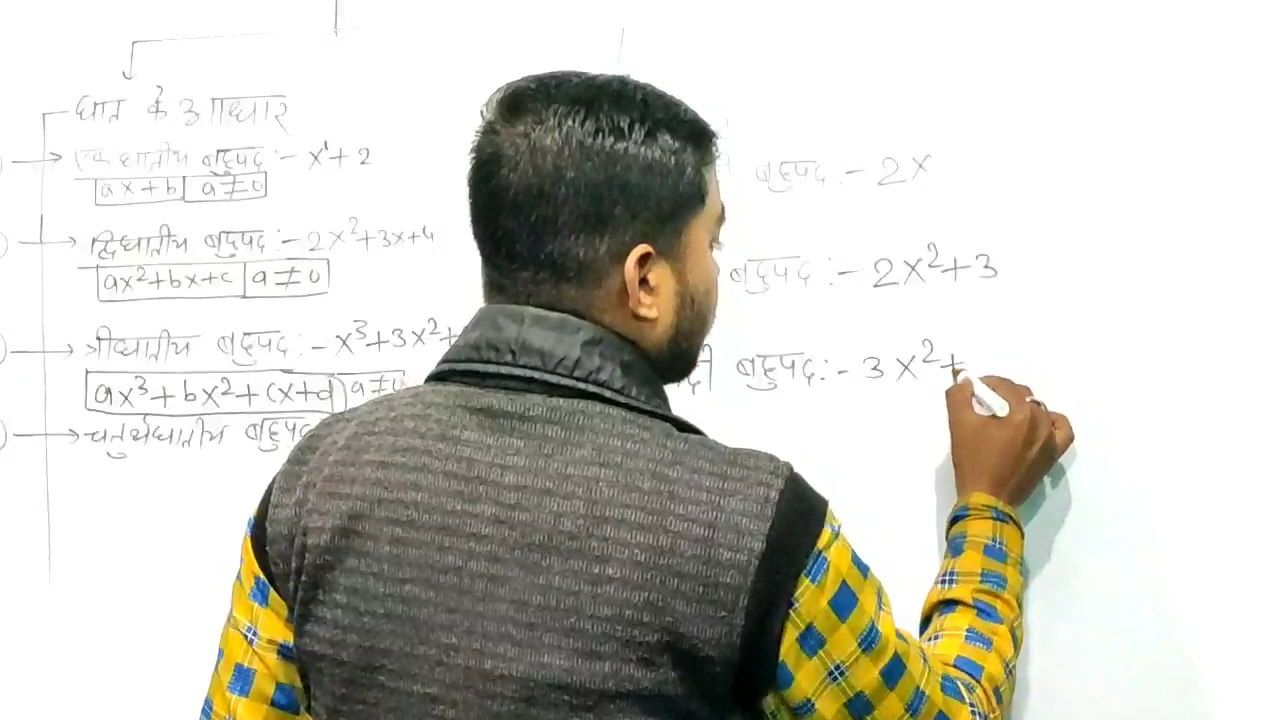 घात के आधार
एक घातीय बहुपद :- x¹ + 2
ax + b a ≠ 0
द्विघातीय बहुपद :- 2x² + 3x + 4
ax² + bx + c a ≠ 0
त्रीघातीय बहुपद :- x³ + 3x² +
ax³ + bx² + cx + d a ≠ 0
चतुर्थघातीय बहुपद
बहुपद :- 2x
बहुपद :- 2x² + 3
बहुपद :- 3x² +